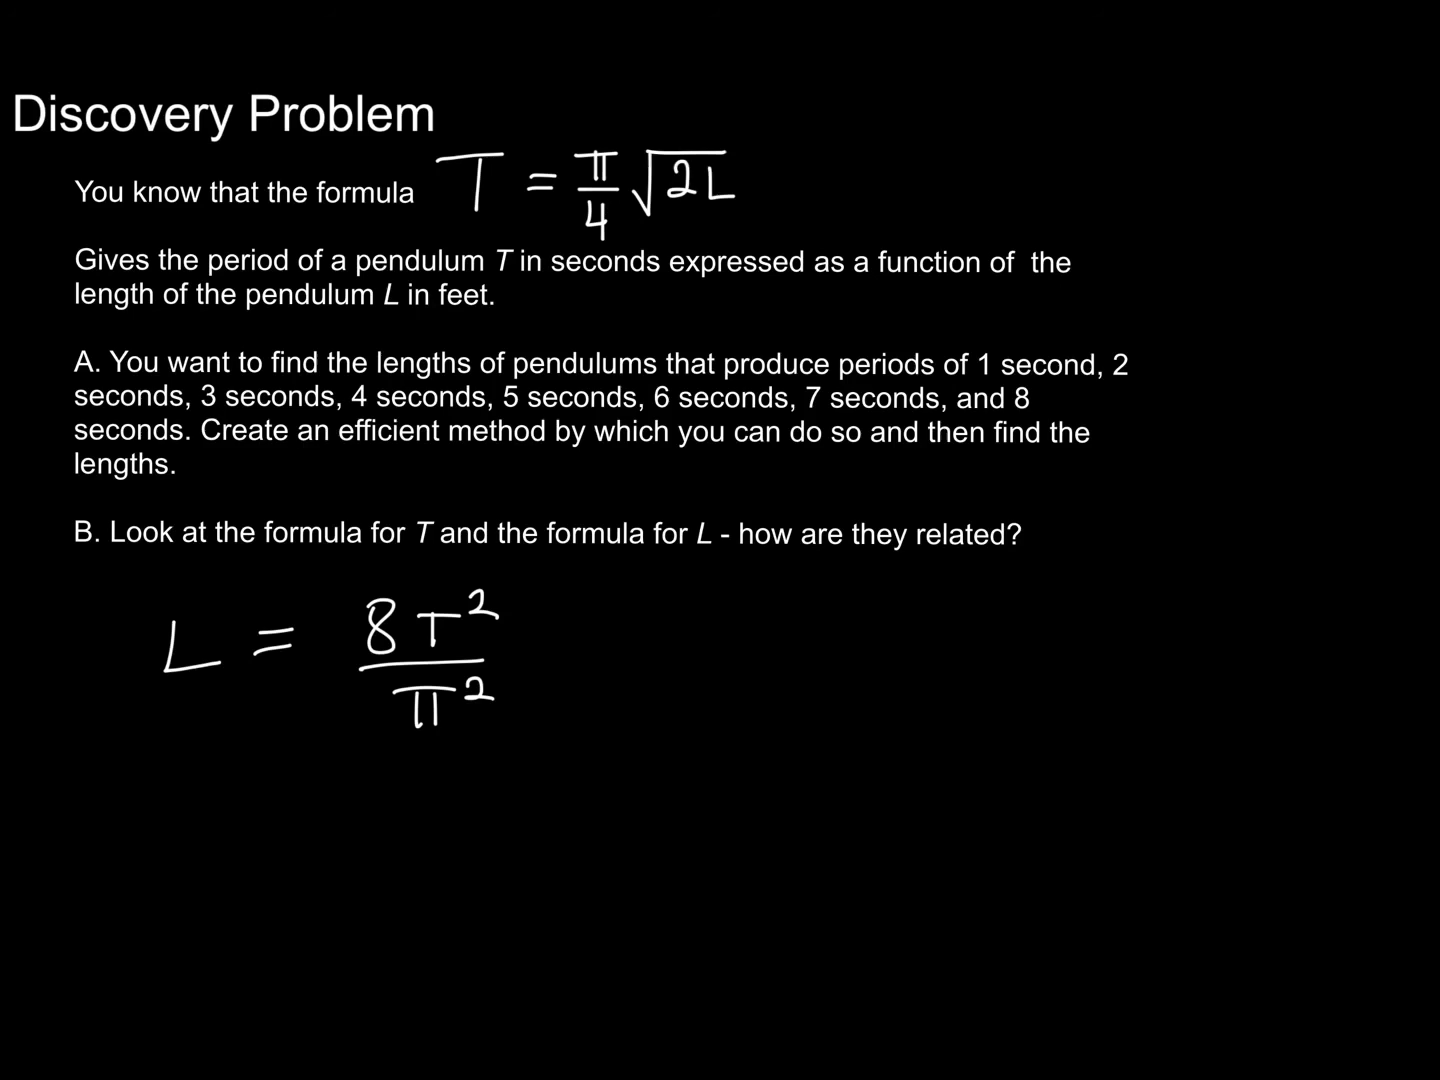 Discovery Problem
You know that the formula T = π/4 √2L
Gives the period of a pendulum T in seconds expressed as a function of the
length of the pendulum L in feet.
A. You want to find the lengths of pendulums that produce periods of 1 second, 2
seconds, 3 seconds, 4 seconds, 5 seconds, 6 seconds, 7 seconds, and 8
seconds. Create an efficient method by which you can do so and then find the
lengths.
B. Look at the formula for T and the formula for L - how are they related?
L = 8T²/π²